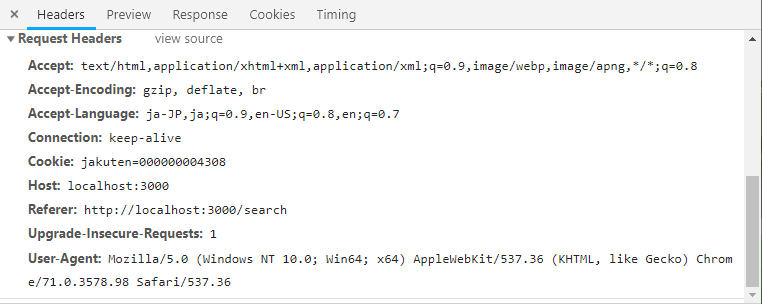 × Headers Preview Response Cookies Timing
▼ Request Headers view source
Accept: text/html,application/xhtml+xml,application/xml;q=0.9,image/webp,image/apng,*/*;q=0.8
Accept-Encoding: gzip, deflate, br
Accept-Language: ja-JP,ja;q=0.9,en-US;q=0.8,en;q=0.7
Connection: keep-alive
Cookie: jakuten=000000004308
Host: localhost:3000
Referer: http://localhost:3000/search
Upgrade-Insecure-Requests: 1
User-Agent: Mozilla/5.0 (Windows NT 10.0; Win64; x64) AppleWebKit/537.36 (KHTML, like Gecko) Chrom
e/71.0.3578.98 Safari/537.36